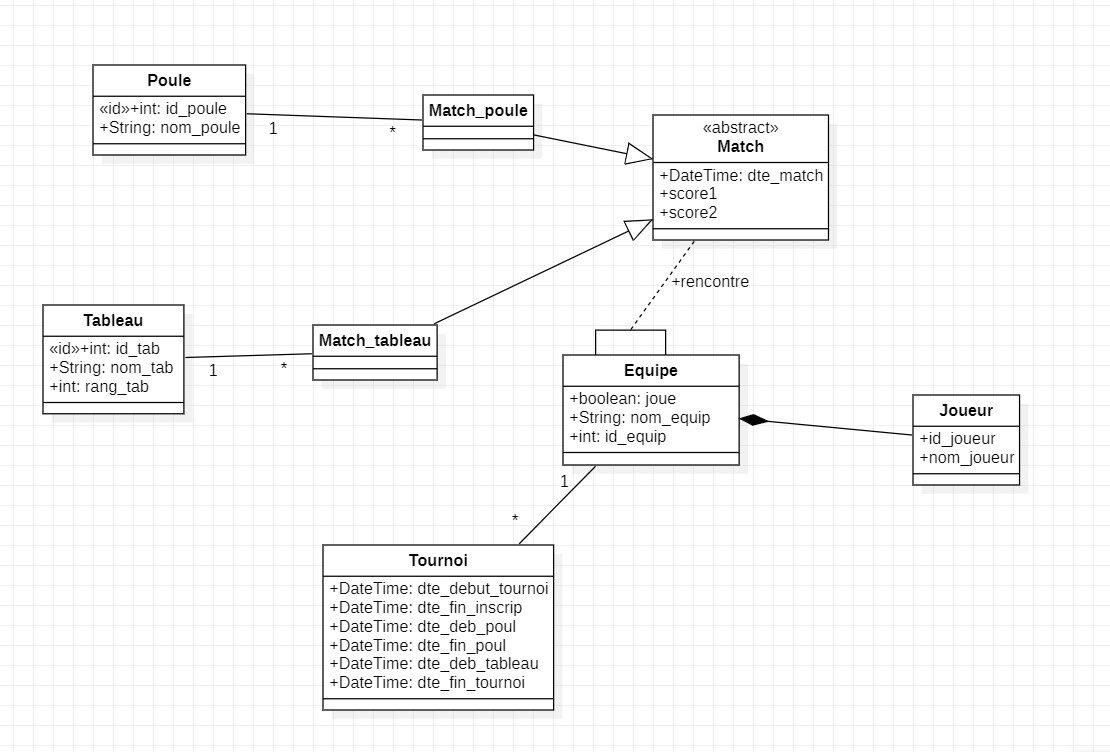 Poule
«id»+int: id_poule
+String: nom_poule
1
*
Match_poule
«abstract»
Match
+DateTime: dte_match
+score1
+score2
+rencontre
Tableau
«id»+int: id_tab
+String: nom_tab
+int: rang_tab
1
*
Match_tableau
Equipe
+boolean: joue
+String: nom_equip
+int: id_equip
Joueur
+id_joueur
+nom_joueur
1
*
Tournoi
+DateTime: dte_debut_tournoi
+DateTime: dte_fin_inscrip
+DateTime: dte_deb_poul
+DateTime: dte_fin_poul
+DateTime: dte_deb_tableau
+DateTime: dte_fin_tournoi